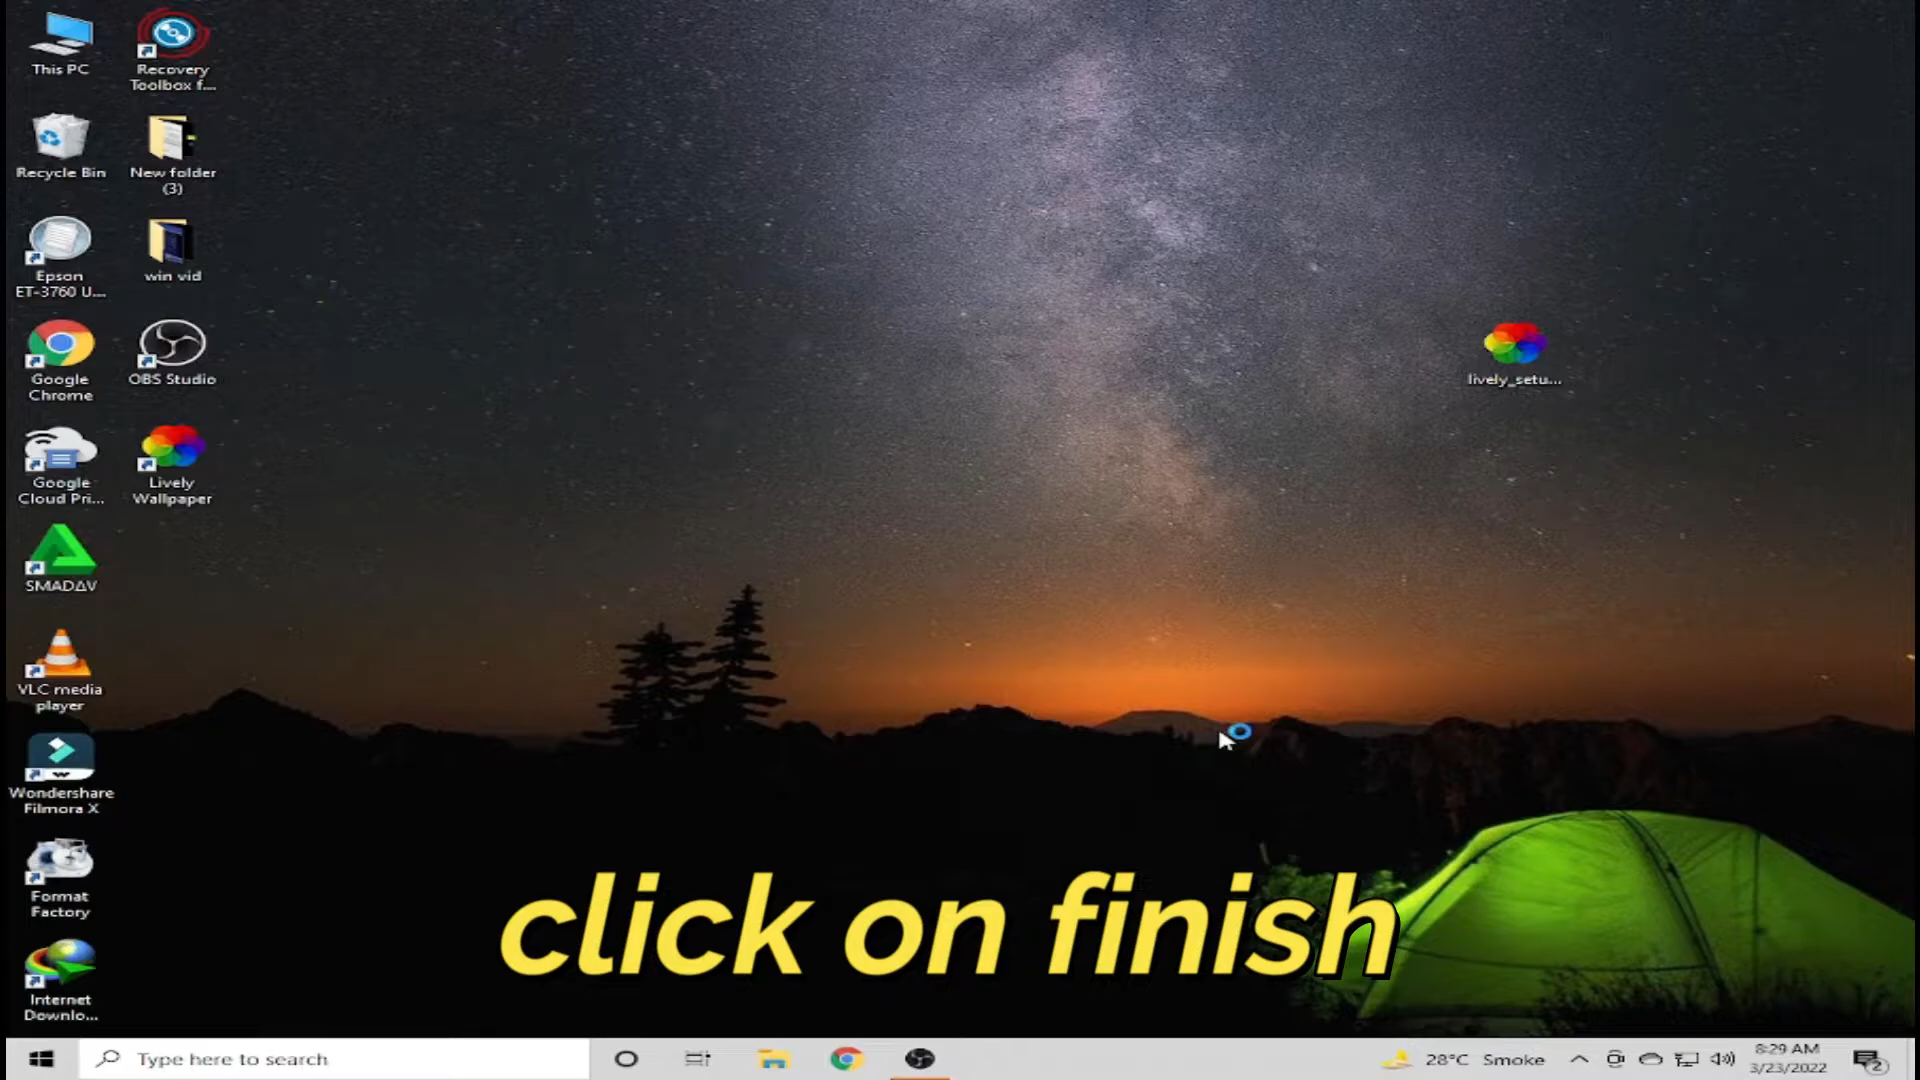 This PC
Recovery
Toolbox f...
Recycle Bin
New folder
(3)
Epson
ET-3760 U...
win vid
Google
Chrome
OBS Studio
Google
Cloud Pri...
Lively
Wallpaper
SMADΔV
VLC media
player
Wondershare
Filmora X
Format
Factory
Internet
Downlo...
lively_setu...
click on finish
Type here to search
28°C Smoke
8:29 AM
3/23/2022
2